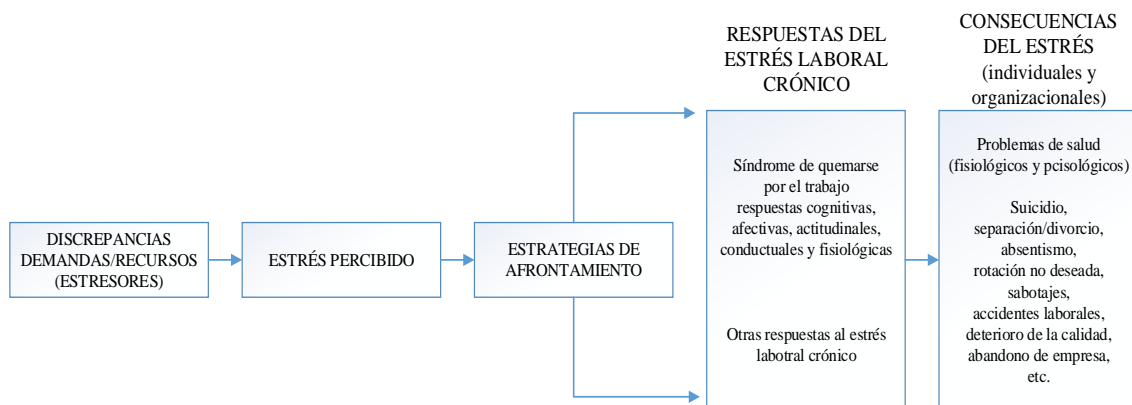 DISCREPANCIAS
DEMANDAS/RECURSOS
(ESTRESORES)
ESTRÉS PERCIBIDO
ESTRATEGIAS DE
AFRONTAMIENTO
RESPUESTAS DEL
ESTRÉS LABORAL
CRÓNICO
Síndrome de quemarse
por el trabajo
respuestas cognitivas,
afectivas, actitudinales,
conductuales y fisiológicas
Otras respuestas al estrés
labotral crónico
CONSECUENCIAS
DEL ESTRÉS
(individuales y
organizacionales)
Problemas de salud
(fisiológicos y pcisológicos)
Suicidio,
separación/divorcio,
absentismo,
rotación no deseada,
sabotajes,
accidentes laborales,
deterioro de la calidad,
abandono de empresa,
etc.